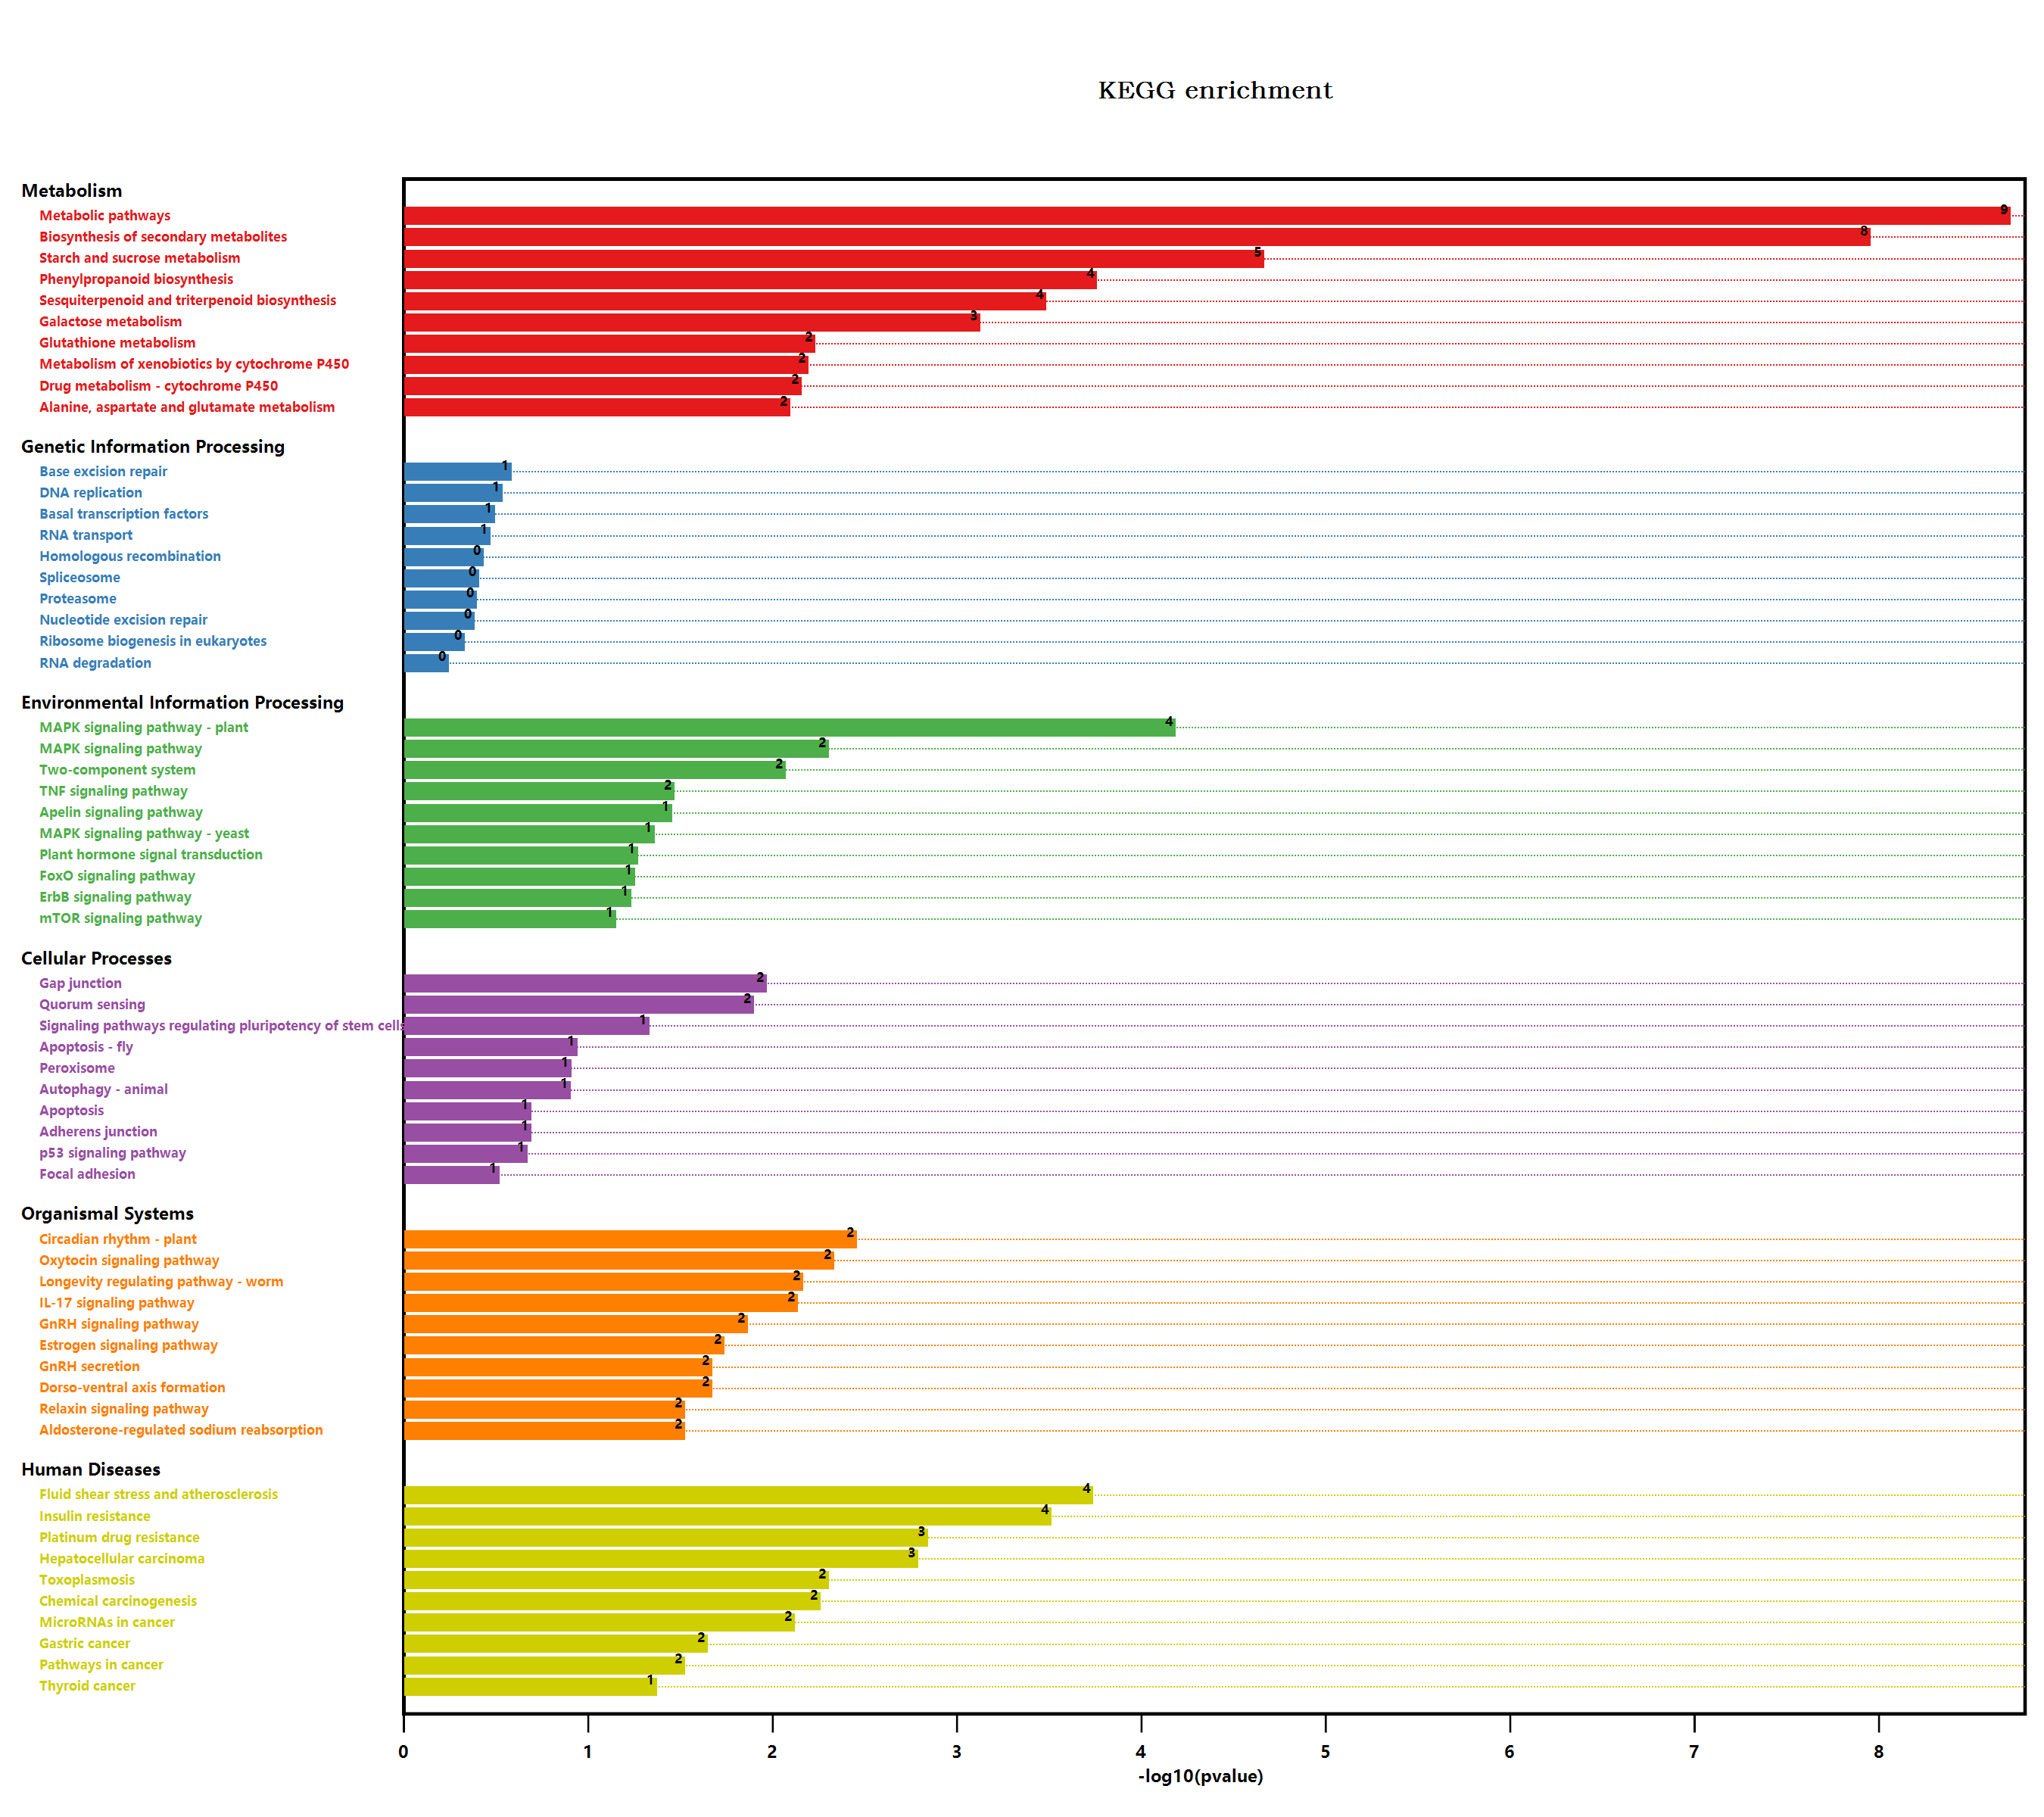 KEGG enrichment
Metabolism
Metabolic pathways 9
Biosynthesis of secondary metabolites 8
Starch and sucrose metabolism 5
Phenylpropanoid biosynthesis 4
Sesquiterpenoid and triterpenoid biosynthesis 4
Galactose metabolism 3
Glutathione metabolism 2
Metabolism of xenobiotics by cytochrome P450 2
Drug metabolism - cytochrome P450 2
Alanine, aspartate and glutamate metabolism 2
Genetic Information Processing
Base excision repair 1
DNA replication 1
Basal transcription factors 1
RNA transport 1
Homologous recombination 0
Spliceosome 0
Proteasome 0
Nucleotide excision repair 0
Ribosome biogenesis in eukaryotes 0
RNA degradation 0
Environmental Information Processing
MAPK signaling pathway - plant 4
MAPK signaling pathway 2
Two-component system 2
TNF signaling pathway 2
Apelin signaling pathway 1
MAPK signaling pathway - yeast 1
Plant hormone signal transduction 1
FoxO signaling pathway 1
ErbB signaling pathway 1
mTOR signaling pathway 1
Cellular Processes
Gap junction 2
Quorum sensing 2
Signaling pathways regulating pluripotency of stem cells 1
Apoptosis - fly 1
Peroxisome 1
Autophagy - animal 1
Apoptosis 1
Adherens junction 1
p53 signaling pathway 1
Focal adhesion 1
Organismal Systems
Circadian rhythm - plant 2
Oxytocin signaling pathway 2
Longevity regulating pathway - worm 2
IL-17 signaling pathway 2
GnRH signaling pathway 2
Estrogen signaling pathway 2
GnRH secretion 2
Dorso-ventral axis formation 2
Relaxin signaling pathway 2
Aldosterone-regulated sodium reabsorption 2
Human Diseases
Fluid shear stress and atherosclerosis 4
Insulin resistance 4
Platinum drug resistance 3
Hepatocellular carcinoma 3
Toxoplasmosis 2
Chemical carcinogenesis 2
MicroRNAs in cancer 2
Gastric cancer 2
Pathways in cancer 2
Thyroid cancer 1
0 1 2 3 4 5 6 7 8
-log10(pvalue)